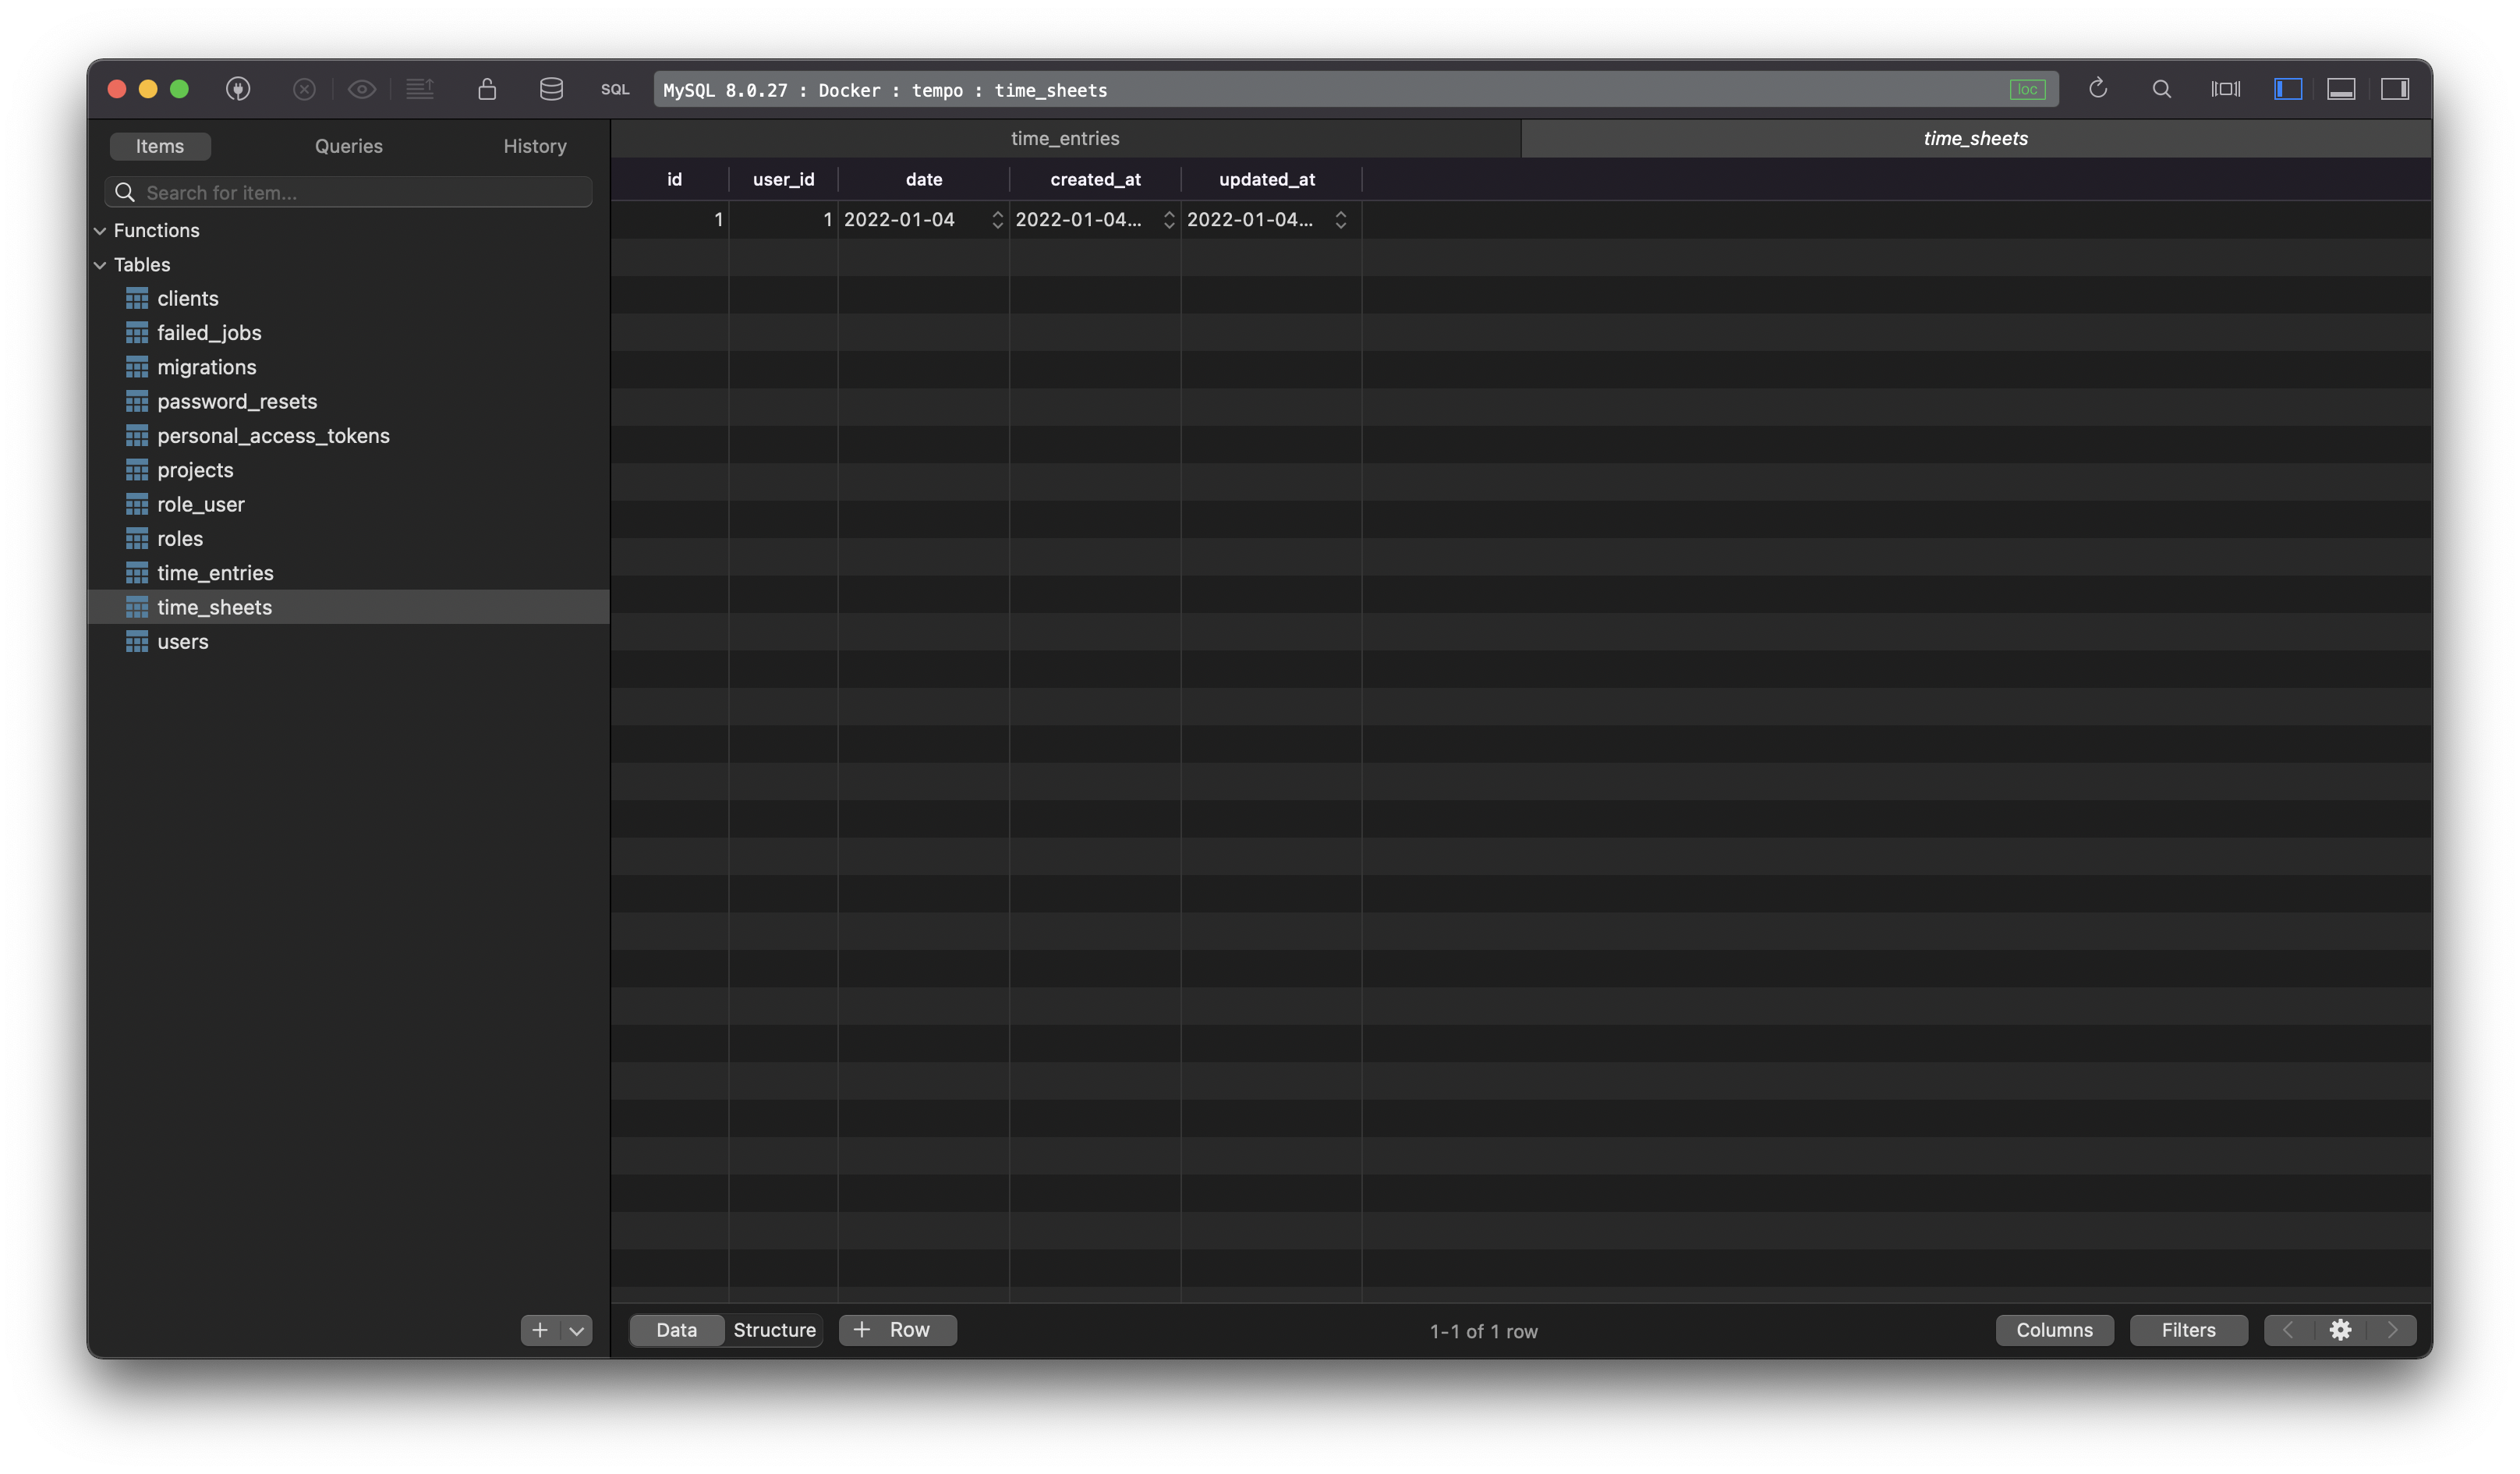 SQL
MySQL 8.0.27 : Docker : tempo : time_sheets
loc
Items Queries History
Search for item...
Functions
Tables
clients
failed_jobs
migrations
password_resets
personal_access_tokens
projects
role_user
roles
time_entries
time_sheets
users
time_entries time_sheets
id user_id date created_at updated_at
1 1 2022-01-04 2022-01-04... 2022-01-04...
Data Structure + Row
1-1 of 1 row
Columns Filters